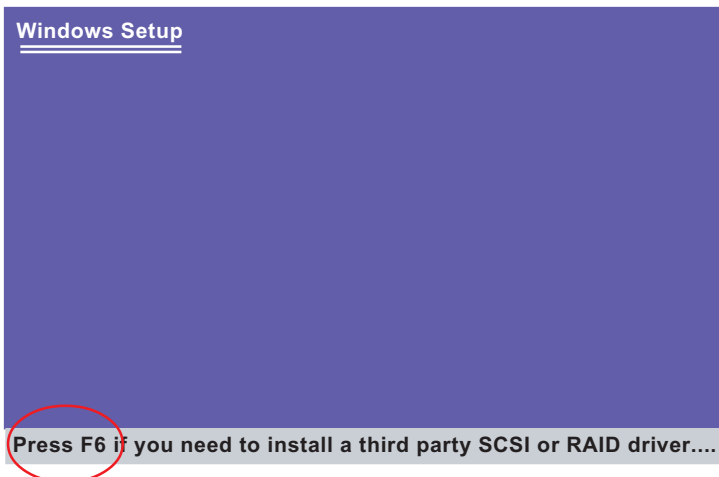 Windows Setup
Press F6 if you need to install a third party SCSI or RAID driver....